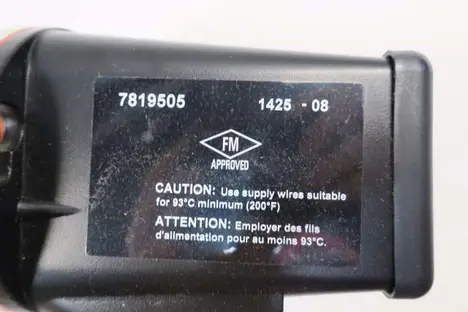 7819505 1425 - 08
FM
APPROVED
CAUTION: Use supply wires suitable
for 93°C minimum (200°F)
ATTENTION: Employer des fils
d'alimentation pour au moins 93°C.